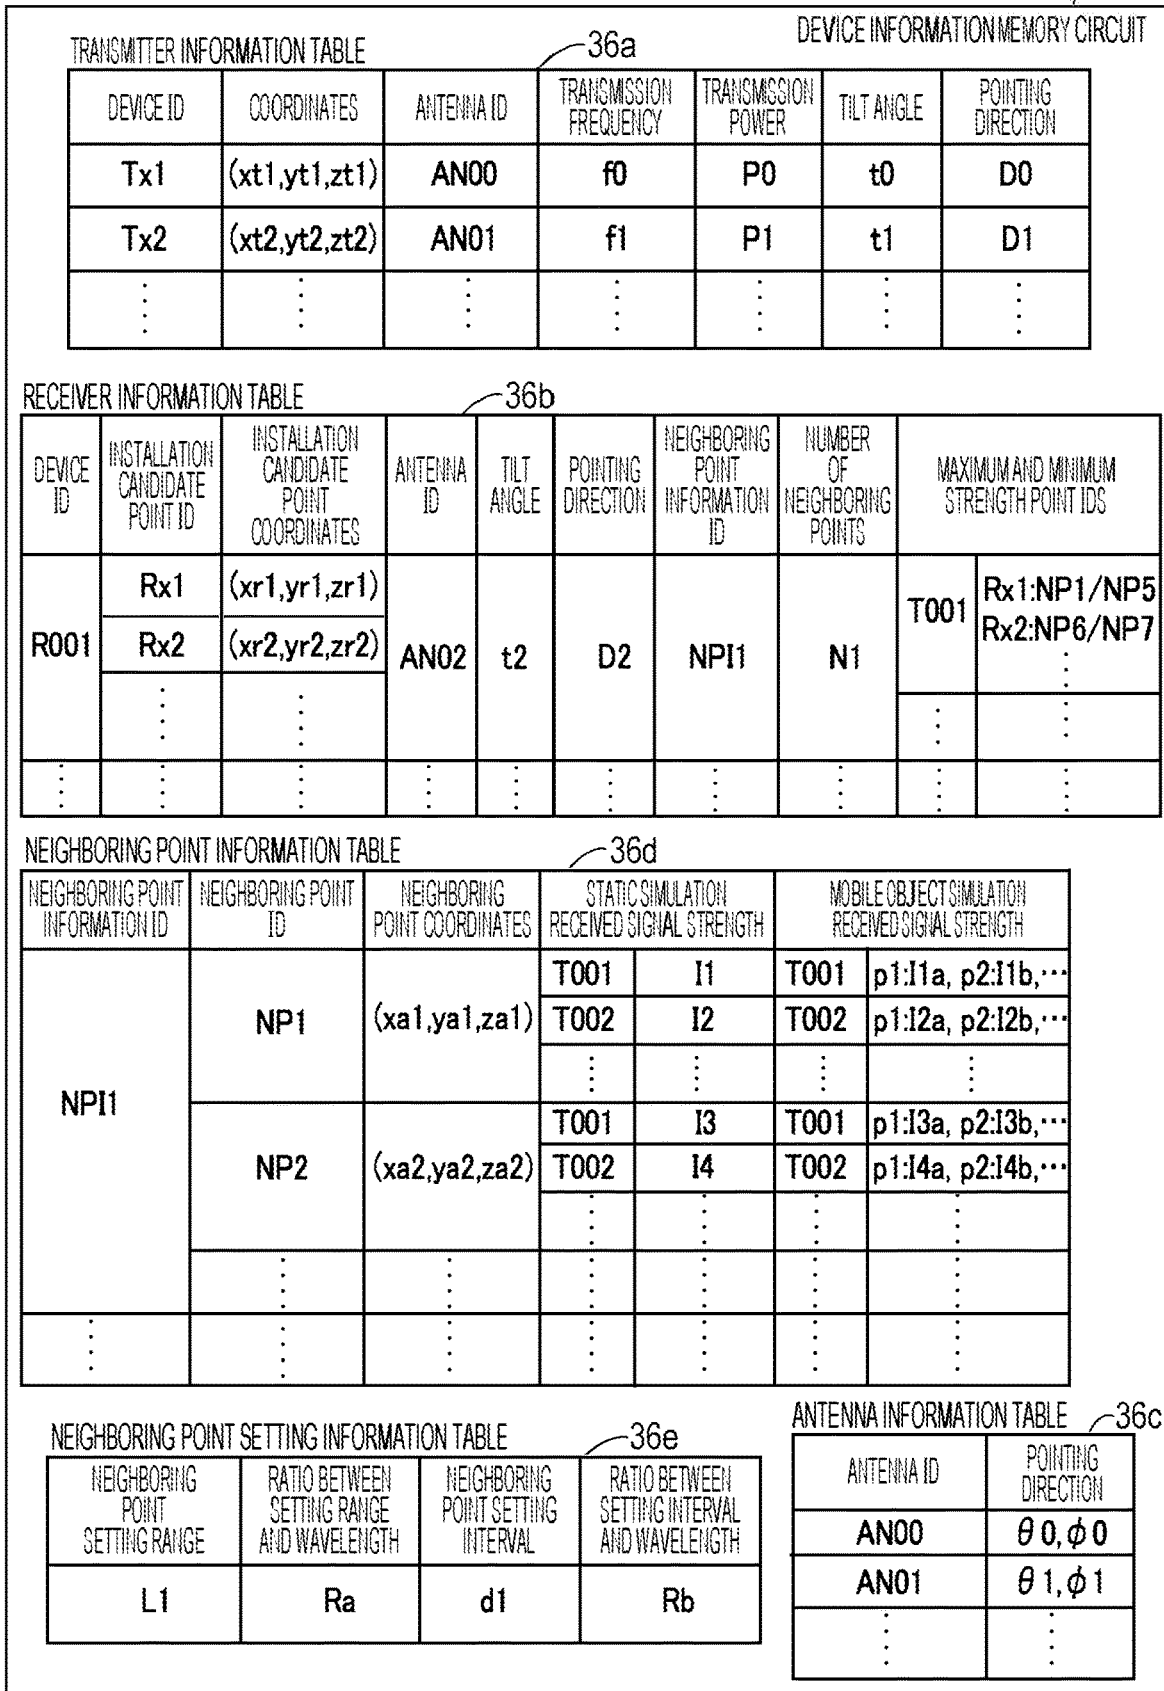 DEVICE INFORMATION MEMORY CIRCUIT
TRANSMITTER INFORMATION TABLE
36a
DEVICE ID COORDINATES ANTENNA ID TRANSMISSION FREQUENCY TRANSMISSION POWER TILT ANGLE POINTING DIRECTION
Tx1 (xt1,yt1,zt1) AN00 f0 P0 t0 D0
Tx2 (xt2,yt2,zt2) AN01 f1 P1 t1 D1
RECEIVER INFORMATION TABLE
36b
DEVICE ID INSTALLATION CANDIDATE POINT ID INSTALLATION CANDIDATE POINT COORDINATES ANTENNA ID TILT ANGLE POINTING DIRECTION NEIGHBORING POINT INFORMATION ID NUMBER OF NEIGHBORING POINTS MAXIMUM AND MINIMUM STRENGTH POINT IDS
R001 Rx1 (xr1,yr1,zr1) AN02 t2 D2 NPI1 N1 T001 Rx1:NP1/NP5
Rx2 (xr2,yr2,zr2) Rx2:NP6/NP7
NEIGHBORING POINT INFORMATION TABLE
36d
NEIGHBORING POINT INFORMATION ID NEIGHBORING POINT ID NEIGHBORING POINT COORDINATES STATIC SIMULATION RECEIVED SIGNAL STRENGTH MOBILE OBJECT SIMULATION RECEIVED SIGNAL STRENGTH
NPI1 NP1 (xa1,ya1,za1) T001 I1 T001 p1:I1a, p2:I1b,⋯
T002 I2 T002 p1:I2a, p2:I2b,⋯
NP2 (xa2,ya2,za2) T001 I3 T001 p1:I3a, p2:I3b,⋯
T002 I4 T002 p1:I4a, p2:I4b,⋯
NEIGHBORING POINT SETTING INFORMATION TABLE
36e
NEIGHBORING POINT SETTING RANGE RATIO BETWEEN SETTING RANGE AND WAVELENGTH NEIGHBORING POINT SETTING INTERVAL RATIO BETWEEN SETTING INTERVAL AND WAVELENGTH
L1 Ra d1 Rb
ANTENNA INFORMATION TABLE
36c
ANTENNA ID POINTING DIRECTION
AN00 θ0,φ0
AN01 θ1,φ1